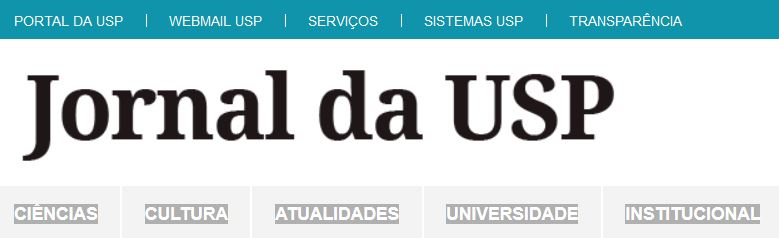 PORTAL DA USP | WEBMAIL USP | SERVIÇOS | SISTEMAS USP | TRANSPARÊNCIA
Jornal da USP
CIÊNCIAS CULTURA ATUALIDADES UNIVERSIDADE INSTITUCIONAL